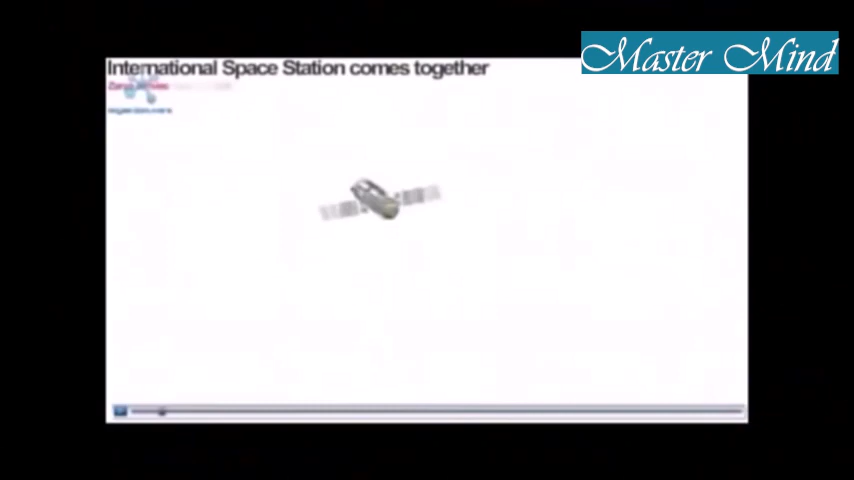 Master Mind
International Space Station comes together